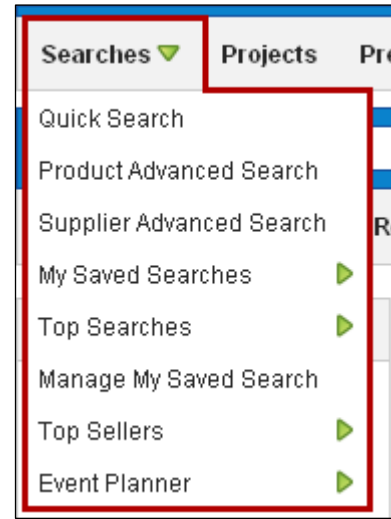 Searches Projects Pr
Quick Search
Product Advanced Search
Supplier Advanced Search R
My Saved Searches
Top Searches
Manage My Saved Search
Top Sellers
Event Planner